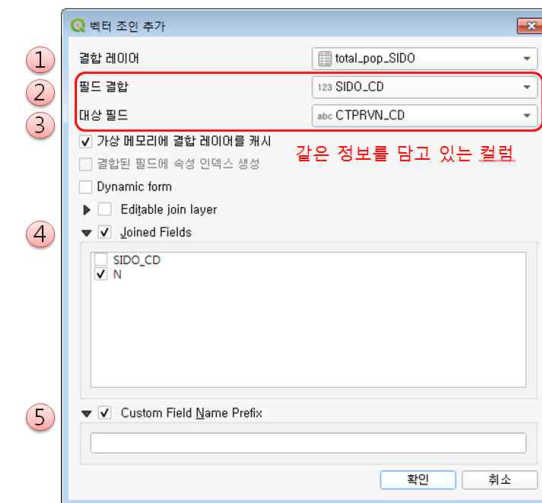 벡터 조인 추가
① 결합 레이어 total_pop_SIDO
② 필드 결합 123 SIDO_CD
③ 대상 필드 abc CTPRVN_CD
가상 메모리에 결합 레이어를 캐시
같은 정보를 담고 있는 컬럼
결합된 필드에 속성 인덱스 생성
Dynamic form
Editable join layer
④ Joined Fields
SIDO_CD
N
⑤ Custom Field Name Prefix
확인 취소